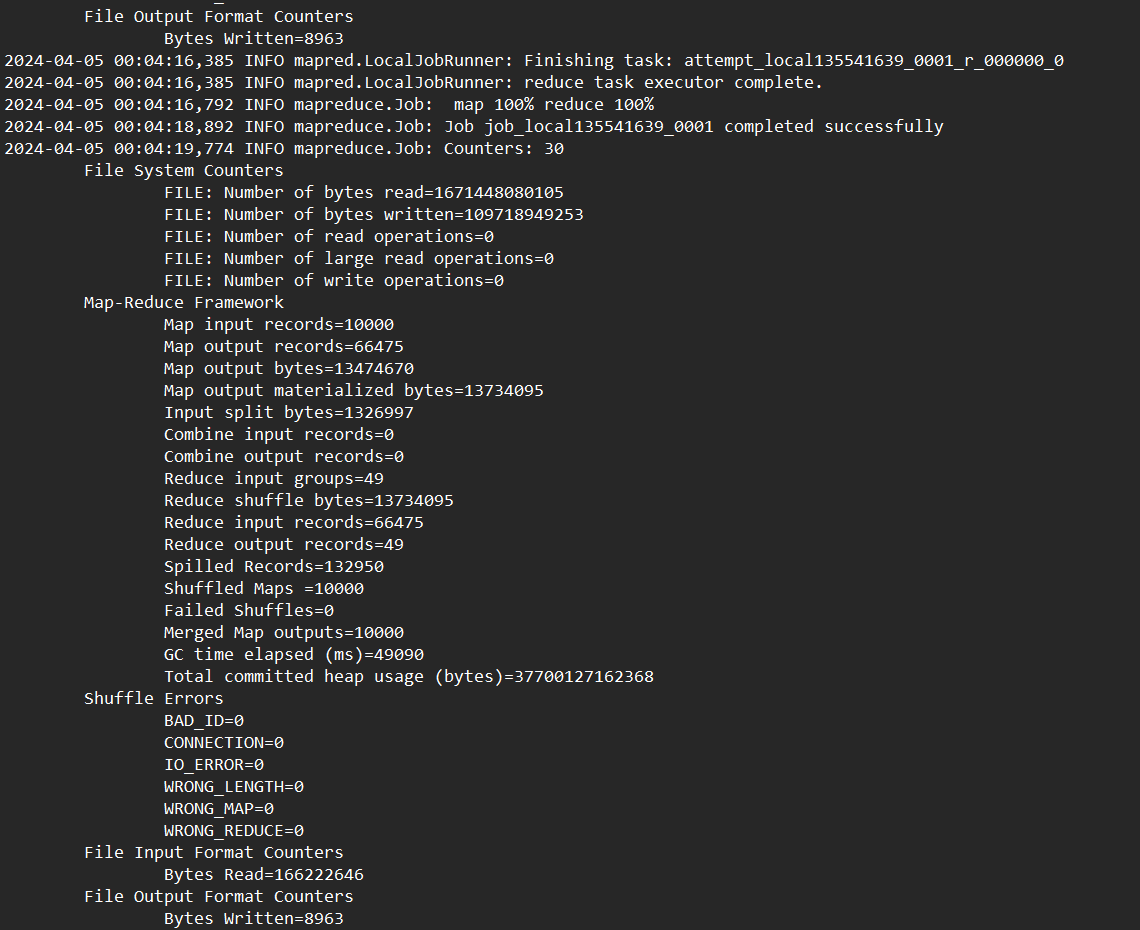 File Output Format Counters
Bytes Written=8963
2024-04-05 00:04:16,385 INFO mapred.LocalJobRunner: Finishing task: attempt_local135541639_0001_r_000000_0
2024-04-05 00:04:16,385 INFO mapred.LocalJobRunner: reduce task executor complete.
2024-04-05 00:04:16,792 INFO mapreduce.Job:  map 100% reduce 100%
2024-04-05 00:04:18,892 INFO mapreduce.Job: Job job_local135541639_0001 completed successfully
2024-04-05 00:04:19,774 INFO mapreduce.Job: Counters: 30
File System Counters
FILE: Number of bytes read=1671448080105
FILE: Number of bytes written=109718949253
FILE: Number of read operations=0
FILE: Number of large read operations=0
FILE: Number of write operations=0
Map-Reduce Framework
Map input records=10000
Map output records=66475
Map output bytes=13474670
Map output materialized bytes=13734095
Input split bytes=1326997
Combine input records=0
Combine output records=0
Reduce input groups=49
Reduce shuffle bytes=13734095
Reduce input records=66475
Reduce output records=49
Spilled Records=132950
Shuffled Maps =10000
Failed Shuffles=0
Merged Map outputs=10000
GC time elapsed (ms)=49090
Total committed heap usage (bytes)=37700127162368
Shuffle Errors
BAD_ID=0
CONNECTION=0
IO_ERROR=0
WRONG_LENGTH=0
WRONG_MAP=0
WRONG_REDUCE=0
File Input Format Counters
Bytes Read=166222646
File Output Format Counters
Bytes Written=8963